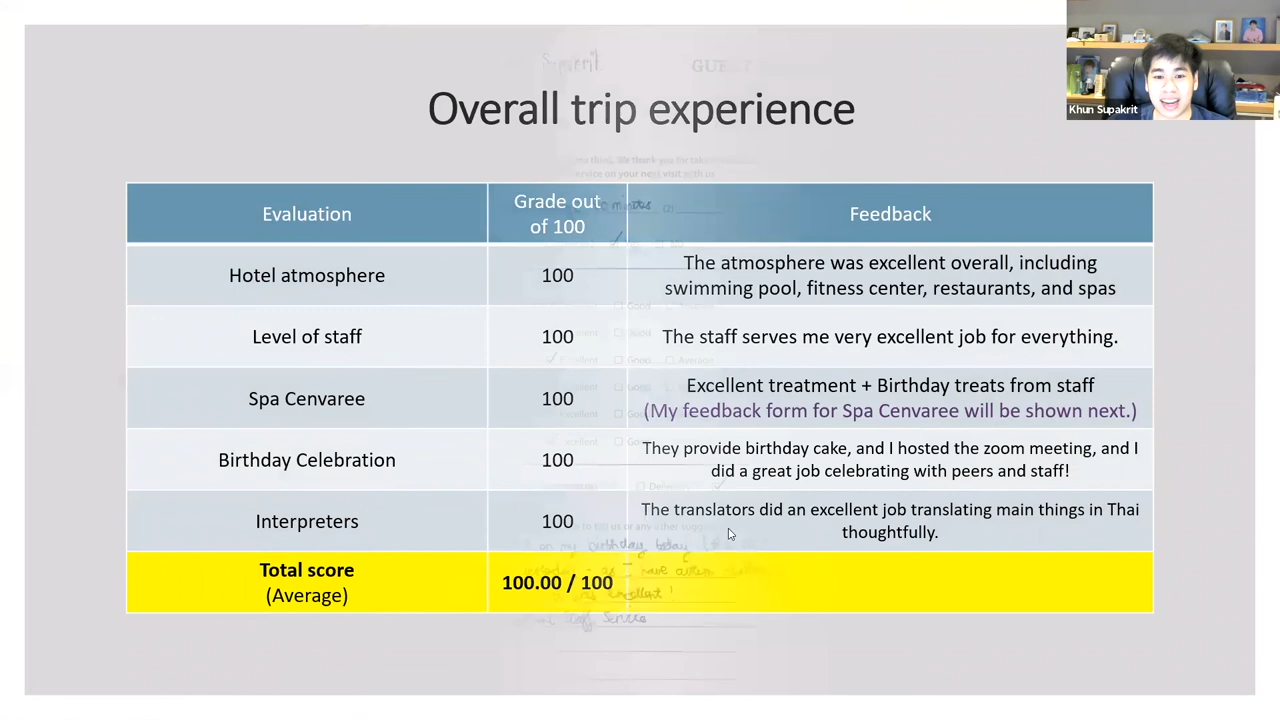 Overall trip experience
Khun Supakrit
Evaluation
Grade out
of 100
Feedback
Hotel atmosphere
100
The atmosphere was excellent overall, including
swimming pool, fitness center, restaurants, and spas
Level of staff
100
The staff serves me very excellent job for everything.
Spa Cenvaree
100
Excellent treatment + Birthday treats from staff
(My feedback form for Spa Cenvaree will be shown next.)
Birthday Celebration
100
They provide birthday cake, and I hosted the zoom meeting, and I
did a great job celebrating with peers and staff!
Interpreters
100
The translators did an excellent job translating main things in Thai
thoughtfully.
Total score
(Average)
100.00 / 100